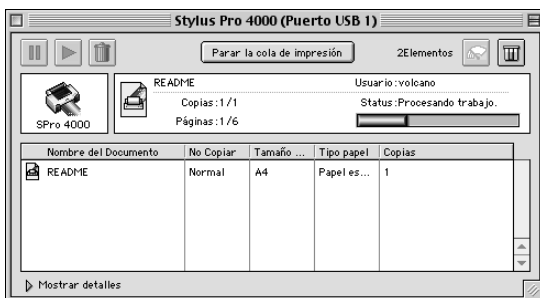 Stylus Pro 4000 (Puerto USB 1)
Parar la cola de impresión
2Elementos
SPro 4000
README
Usuario:volcano
Copias:1/1
Status:Procesando trabajo.
Páginas:1/6
Nombre del Documento No Copiar Tamaño ... Tipo papel Copias
README Normal A4 Papel es... 1
Mostrar detalles